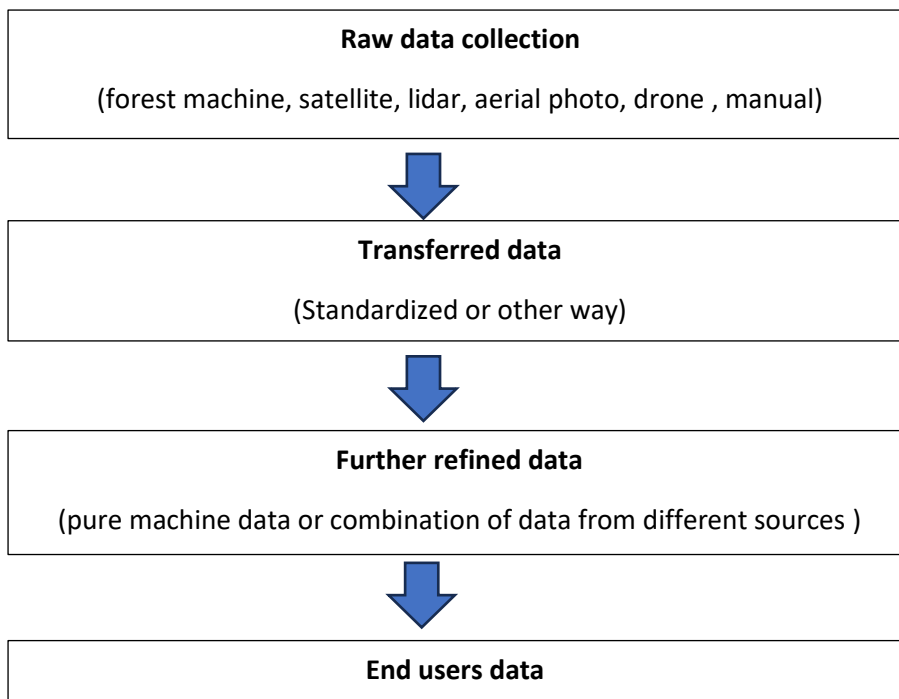 Raw data collection
(forest machine, satellite, lidar, aerial photo, drone , manual)
Transferred data
(Standardized or other way)
Further refined data
(pure machine data or combination of data from different sources )
End users data